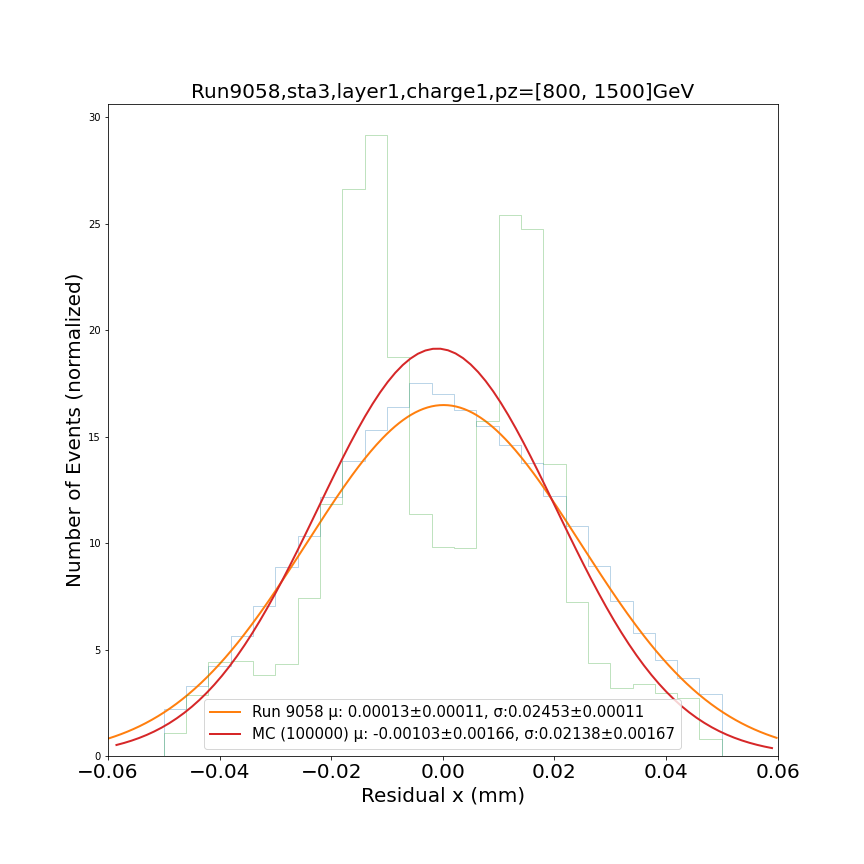 Run9058,sta3,layer1,charge1,pz=[800, 1500]GeV
Number of Events (normalized)
30
25
20
15
10
5
0
Run 9058 μ: 0.00013±0.00011, σ:0.02453±0.00011
MC (100000) μ: -0.00103±0.00166, σ:0.02138±0.00167
−0.06 −0.04 −0.02 0.00 0.02 0.04 0.06
Residual x (mm)